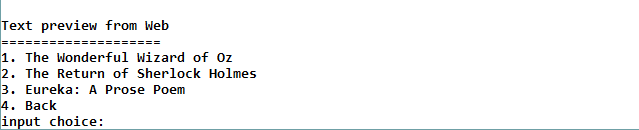 Text preview from Web
====================
1. The Wonderful Wizard of Oz
2. The Return of Sherlock Holmes
3. Eureka: A Prose Poem
4. Back
input choice: